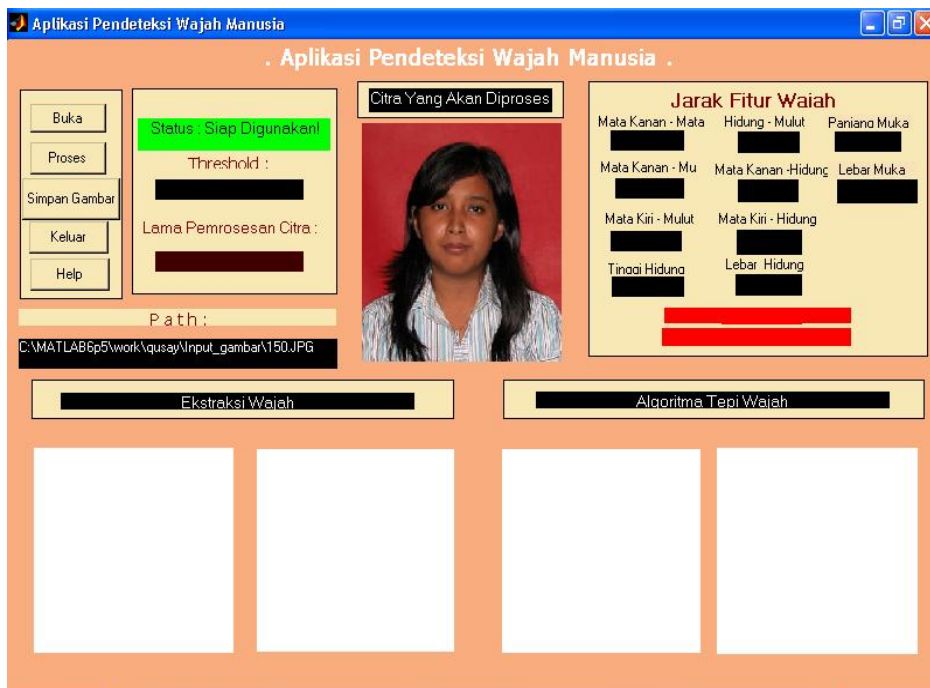 Aplikasi Pendeteksi Wajah Manusia
. Aplikasi Pendeteksi Wajah Manusia .
Buka
Proses
Simpan Gambar
Keluar
Help
Status : Siap Digunakan!
Threshold :
Lama Pemrosesan Citra :
Path :
C:\MATLAB6p5\work\qusay\Input_gambar\150.JPG
Citra Yang Akan Diproses
Jarak Fitur Wajah
Mata Kanan - Mata
Hidung - Mulut
Panjang Muka
Mata Kanan - Mu
Mata Kanan -Hidung
Lebar Muka
Mata Kiri - Mulut
Mata Kiri - Hidung
Tinggi Hidung
Lebar Hidung
Ekstraksi Wajah
Algoritma Tepi Wajah